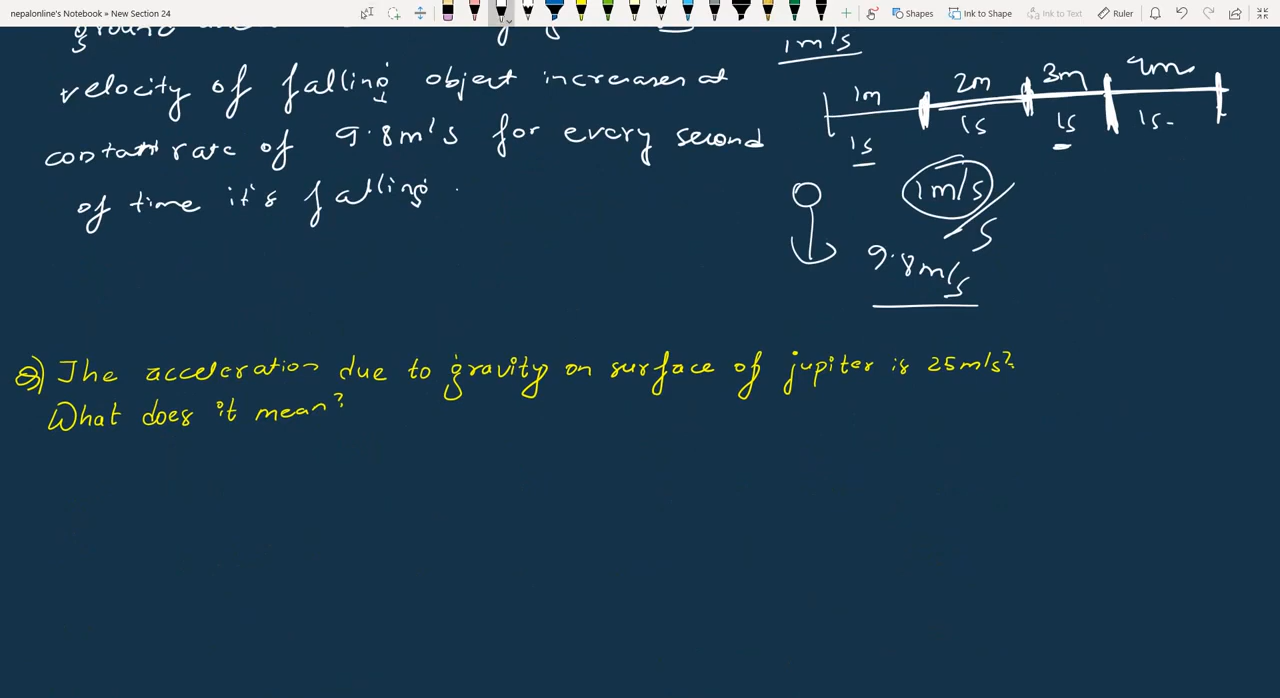 nepalonline's Notebook » New Section 24
Shapes
Ink to Shape
Ink to Text
Ruler
1m/s
velocity of falling object increases at
constant rate of 9.8m/s for every second
of time it's falling.
1m 2m 3m 4m
1s 1s 1s 1s
1m/s
/s
9.8m/s
Q) The acceleration due to gravity on surface of jupiter is 25m/s².
What does it mean?